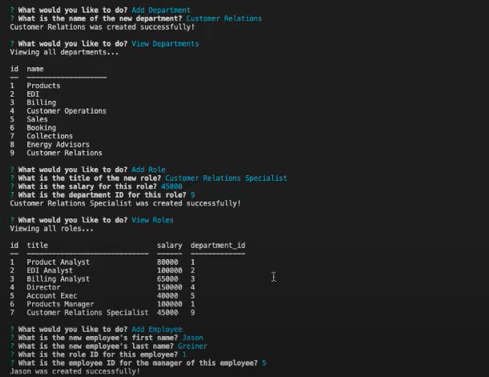 ? What would you like to do? Add Department
? What is the name of the new department? Customer Relations
Customer Relations was created successfully!
? What would you like to do? View Departments
Viewing all departments...
id name
-- --------------------
1 Products
2 EDI
3 Billing
4 Customer Operations
5 Sales
6 Booking
7 Collections
8 Energy Advisors
9 Customer Relations
? What would you like to do? Add Role
? What is the title of the new role? Customer Relations Specialist
? What is the salary for this role? 45000
? What is the department ID for this role? 9
Customer Relations Specialist was created successfully!
? What would you like to do? View Roles
Viewing all roles...
id title salary department_id
-- ----------------------------- ------ -------------
1 Product Analyst 80000 1
2 EDI Analyst 100000 2
3 Billing Analyst 65000 3
4 Director 150000 4
5 Account Exec 40000 5
6 Products Manager 100000 1
7 Customer Relations Specialist 45000 9
? What would you like to do? Add Employee
? What is the new employee's first name? Jason
? What is the new employee's last name? Greiner
? What is the role ID for this employee? 1
? What is the employee ID for the manager of this employee? 5
Jason was created successfully!